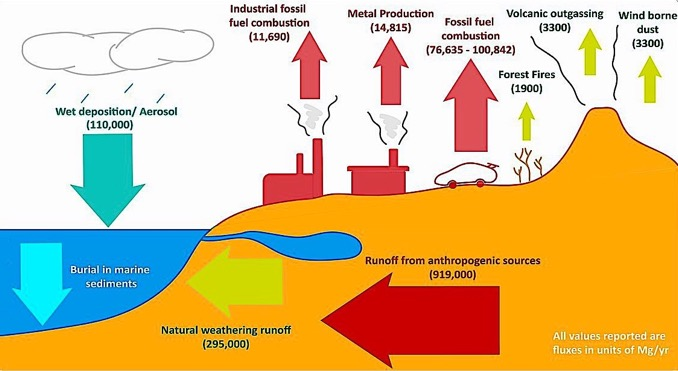 Industrial fossil
fuel combustion
(11,690)
Metal Production
(14,815)
Fossil fuel
combustion
(76,635 - 100,842)
Volcanic outgassing
(3300)
Wind borne
dust
(3300)
Forest Fires
(1900)
Wet deposition/ Aerosol
(110,000)
Burial in marine
sediments
Runoff from anthropogenic sources
(919,000)
Natural weathering runoff
(295,000)
All values reported are
fluxes in units of Mg/yr